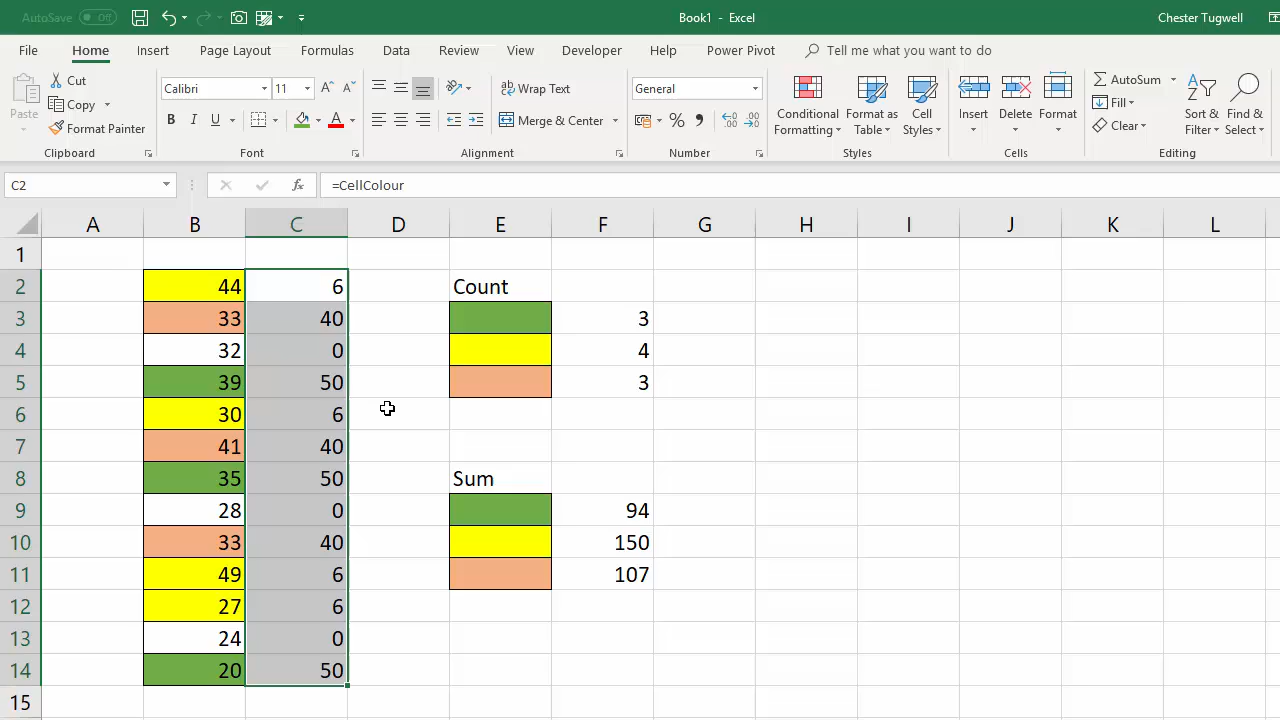 AutoSave Off Book1 - Excel Chester Tugwell
File Home Insert Page Layout Formulas Data Review View Developer Help Power Pivot Tell me what you want to do
Paste
Cut
Copy
Format Painter
Clipboard
Calibri 11
B I U A
Font
Wrap Text
Merge & Center
Alignment
General
%
Number
Conditional Formatting
Format as Table
Cell Styles
Styles
Insert Delete Format
Cells
AutoSum
Fill
Clear
Sort & Filter
Find & Select
Editing
C2 fx =CellColour
A B C D E F G H I J K L
1
2 44 6 Count
3 33 40 3
4 32 0 4
5 39 50 3
6 30 6
7 41 40
8 35 50 Sum
9 28 0 94
10 33 40 150
11 49 6 107
12 27 6
13 24 0
14 20 50
15